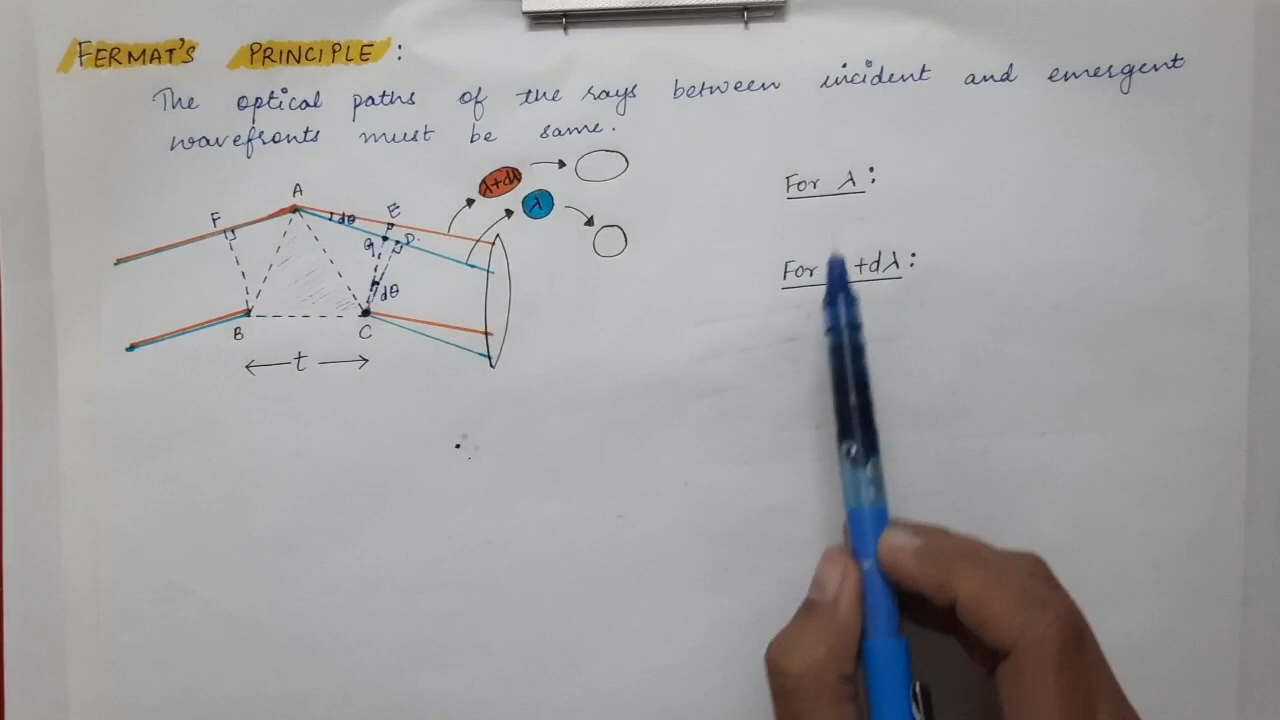 FERMAT'S PRINCIPLE :
The optical paths of the rays between incident and emergent
wavefronts must be same.
λ+dλ
λ
A
F
E
dθ
G
D
dθ
B
C
t
For λ :
For +dλ :